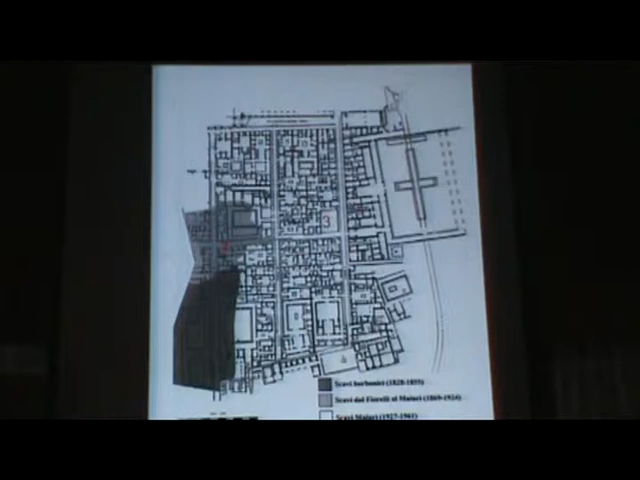 3
Scavi borbonici (1828-1855)
Scavi dal Fiorelli al Maiuri (1869-1924)
Scavi Maiuri (1927-1961)